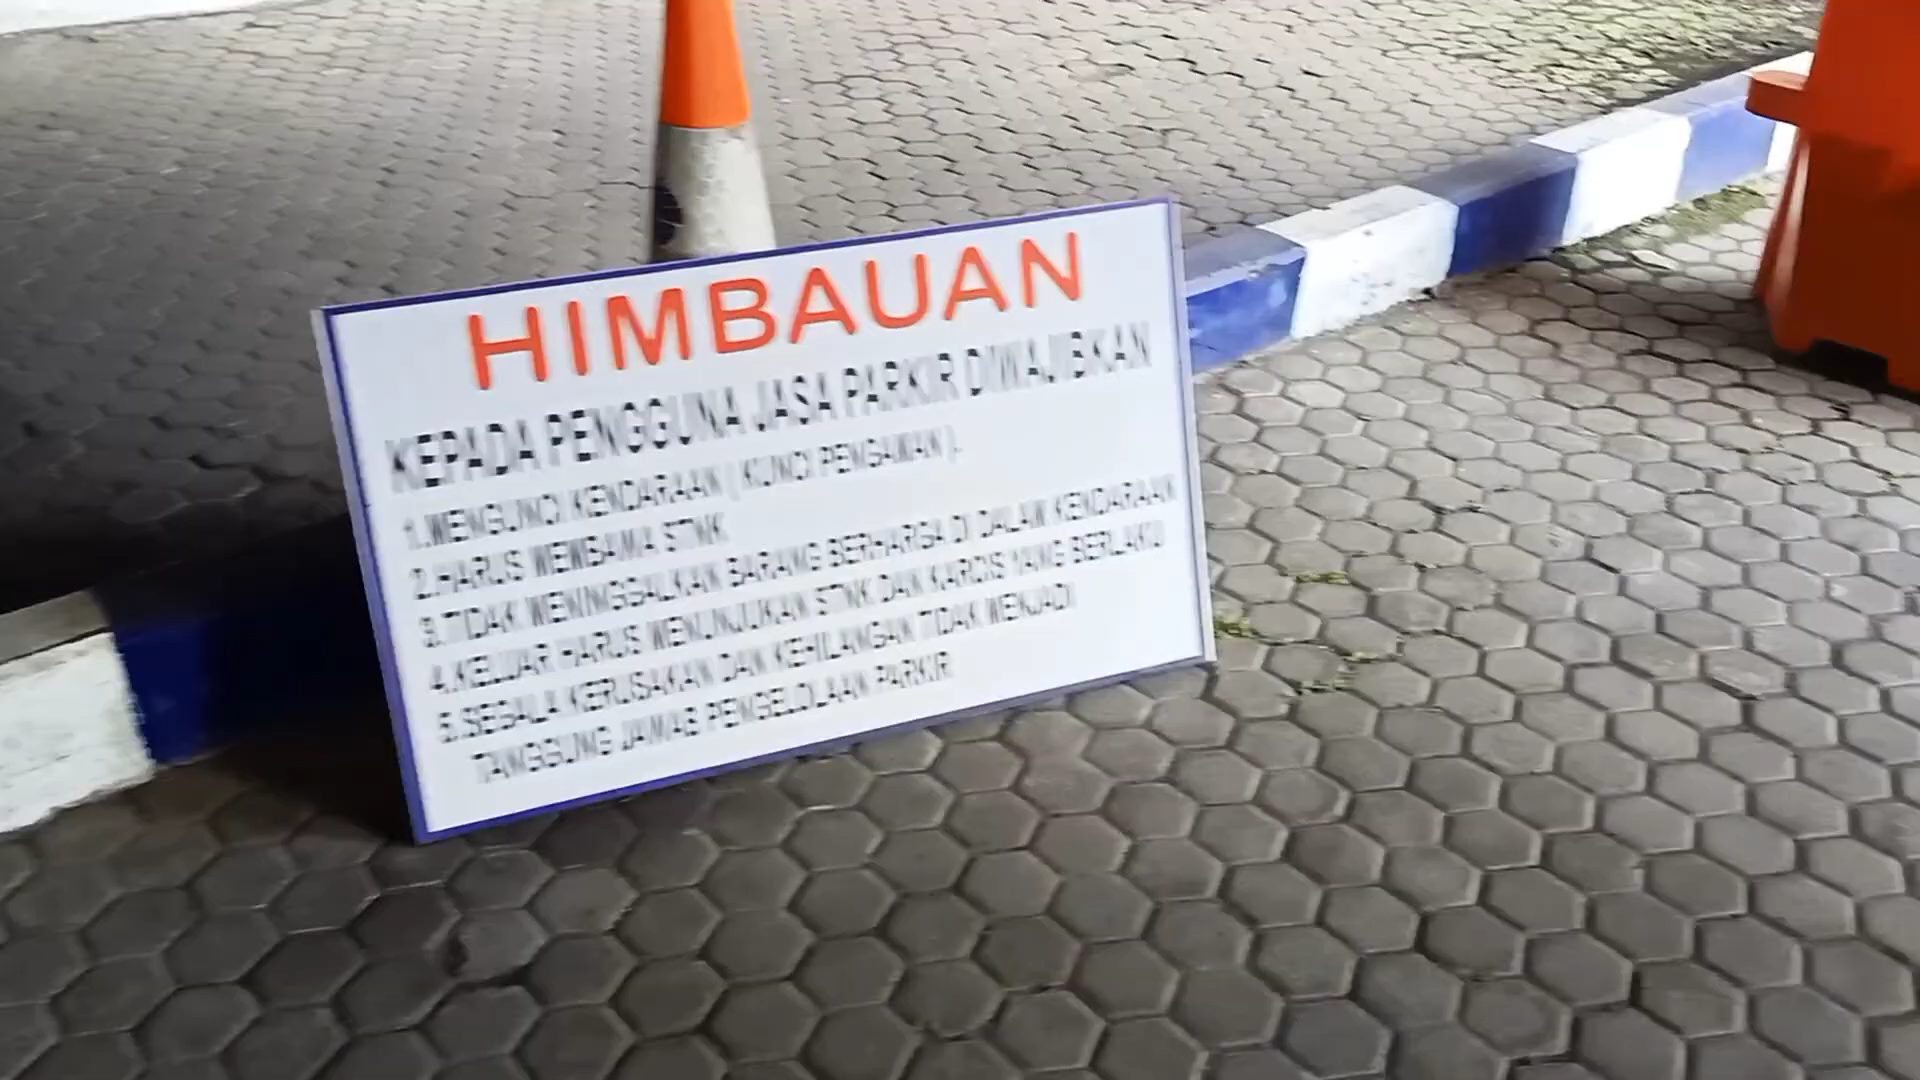 HIMBAUAN
KEPADA PENGGUNA JASA PARKIR DIWAJIBKAN
1.MENGUNCI KENDARAAN ( KUNCI PENGAMAN ).
2.HARUS MEMBAWA STNK
3.TIDAK MENINGGALKAN BARANG BERHARGA DI DALAM KENDARAAN
4.KELUAR HARUS MENUNJUKAN STNK DAN KARCIS YANG BERLAKU
5.SEGALA KERUSAKAN DAN KEHILANGAN TIDAK MENJADI
TANGGUNG JAWAB PENGELOLAAN PARKIR